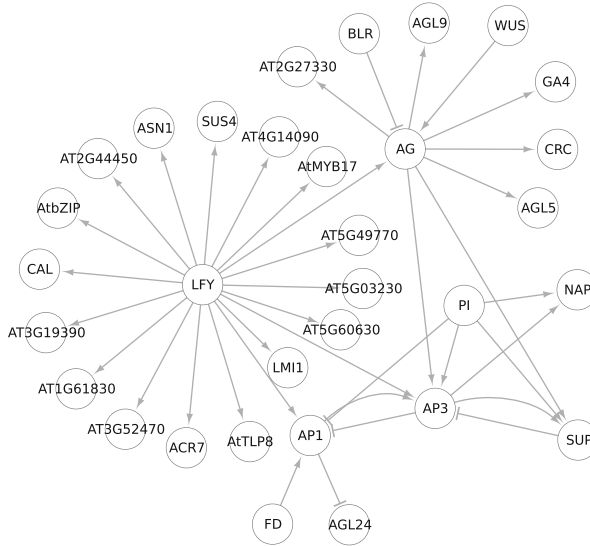 AGL9
WUS
BLR
AT2G27330
GA4
SUS4
ASN1
AT4G14090
AG
CRC
AT2G44450
AtMYB17
AtbZIP
AGL5
AT5G49770
CAL
LFY
AT5G03230
NAP
PI
AT3G19390
AT5G60630
LMI1
AT1G61830
AP3
AT3G52470
AP1
ACR7
AtTLP8
SUP
FD
AGL24